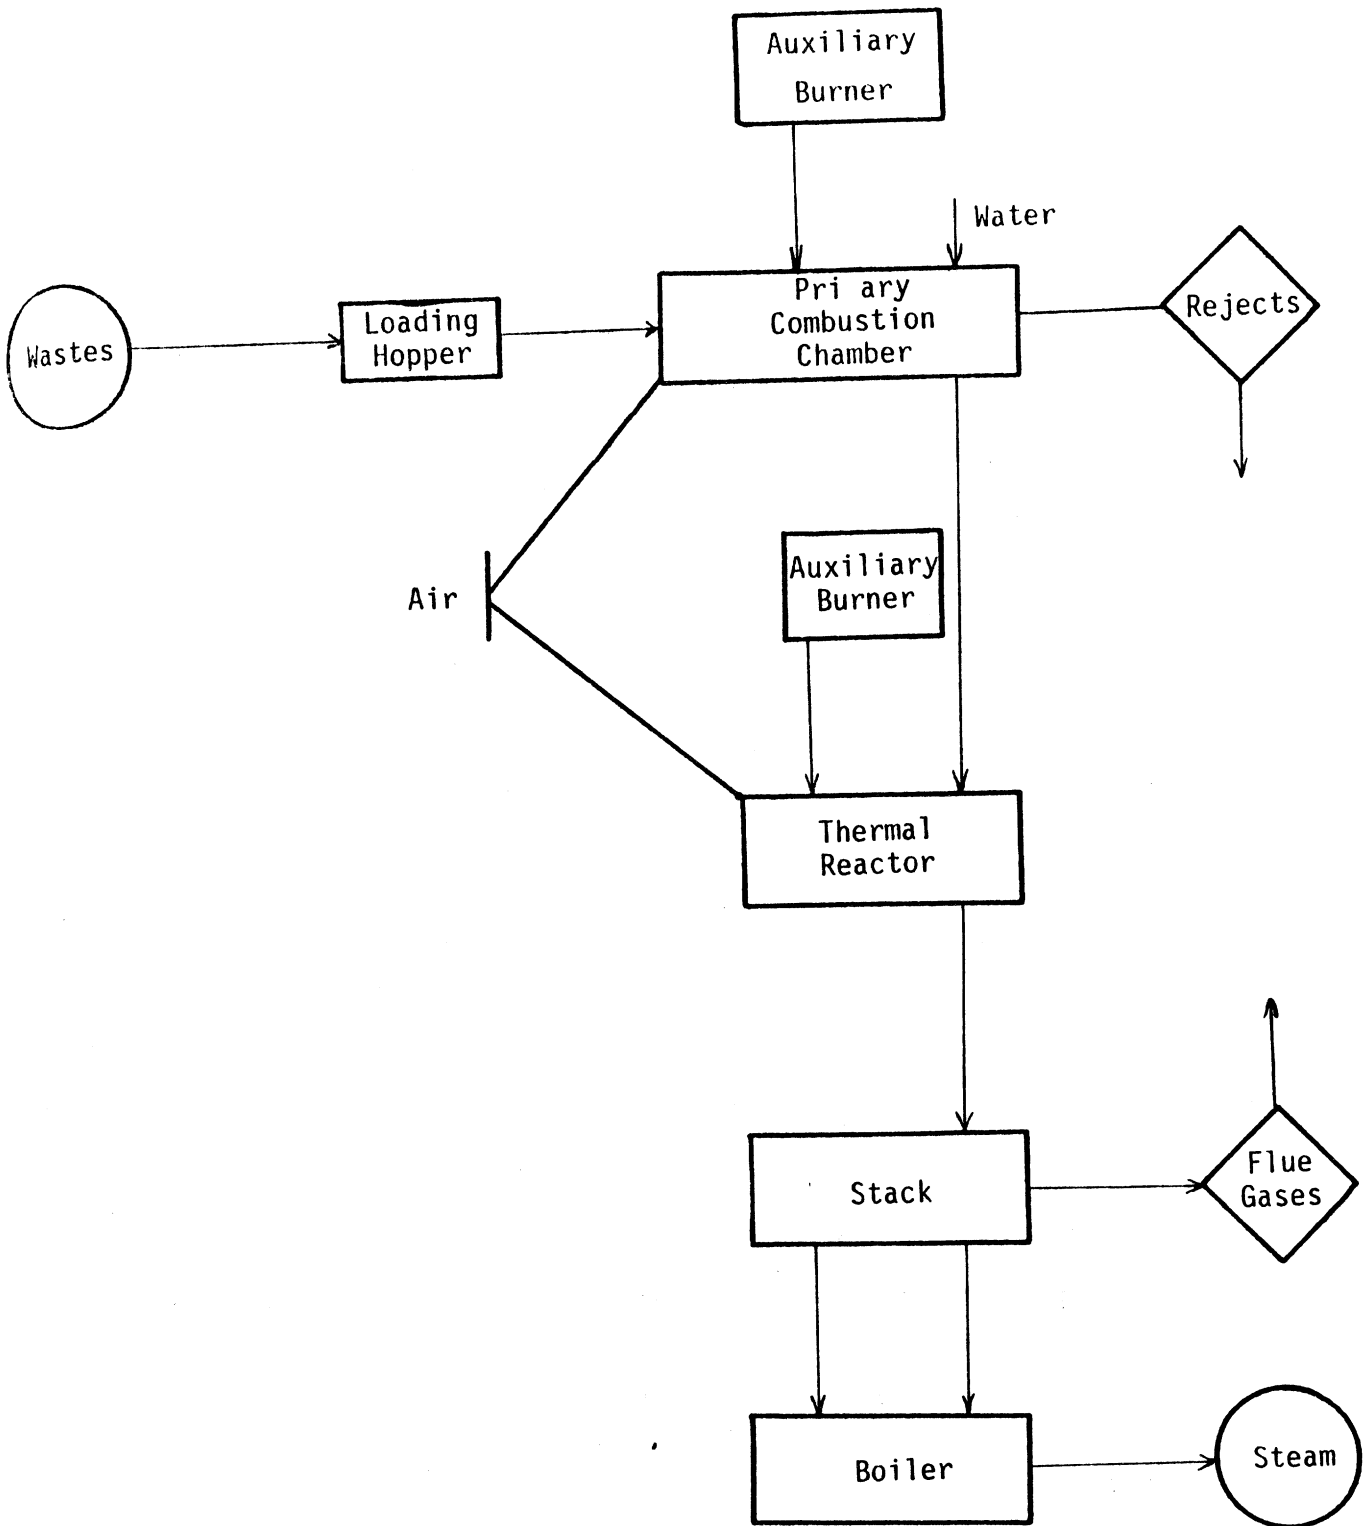 Auxiliary
Burner
Water
Pri ary
Combustion
Chamber
Rejects
Wastes
Loading
Hopper
Air
Auxiliary
Burner
Thermal
Reactor
Stack
Flue
Gases
Boiler
Steam